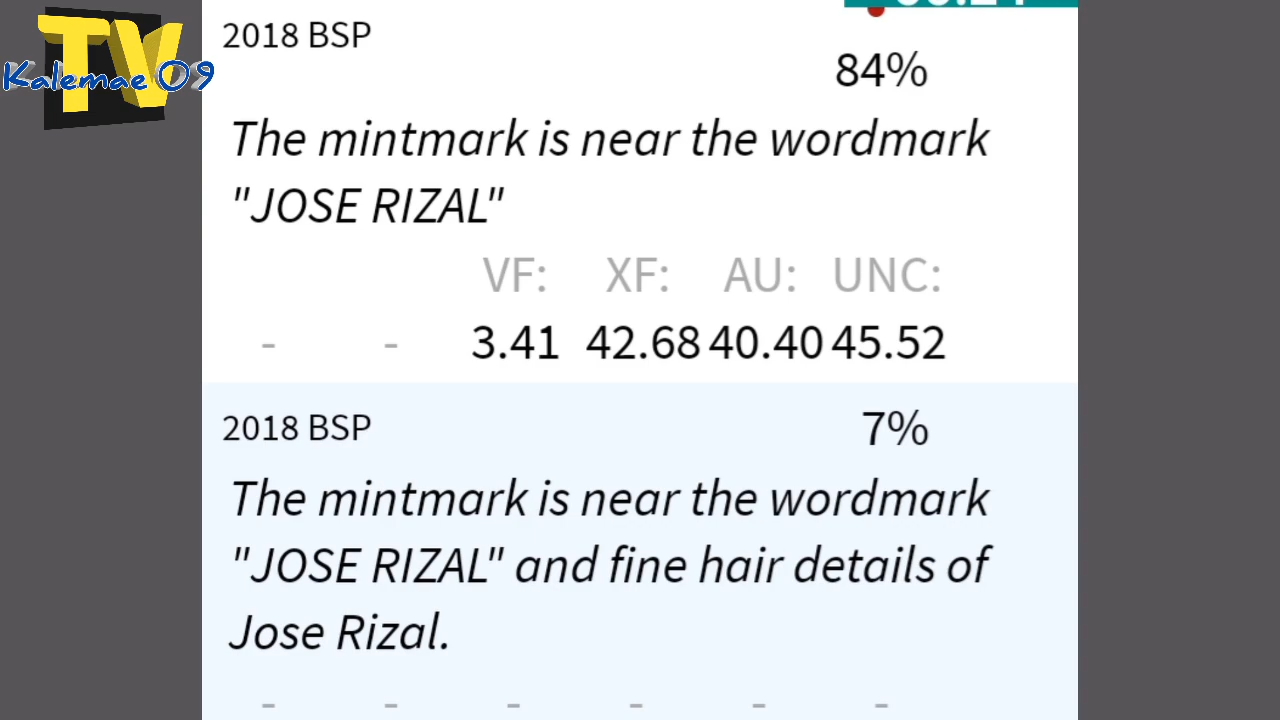 TV
Kalemae 09
2018 BSP
84%
The mintmark is near the wordmark
"JOSE RIZAL"
VF: XF: AU: UNC:
- - 3.41 42.68 40.40 45.52
2018 BSP
7%
The mintmark is near the wordmark
"JOSE RIZAL" and fine hair details of
Jose Rizal.
- - - - - -